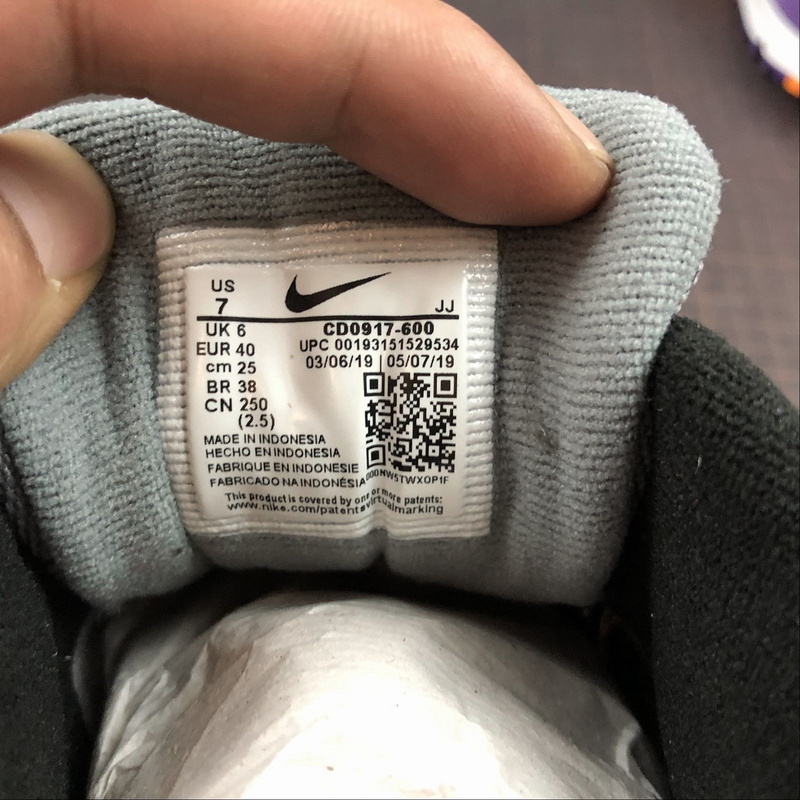 US
7
JJ
UK 6
EUR 40
cm 25
BR 38
CN 250
(2.5)
CD0917-600
UPC 00193151529534
03/06/19 | 05/07/19
MADE IN INDONESIA
HECHO EN INDONESIA
FABRIQUE EN INDONESIE
FABRICADO NA INDONÉSIA
This product is covered by one or more patents:
www.nike.com/patentsvirtualmarking